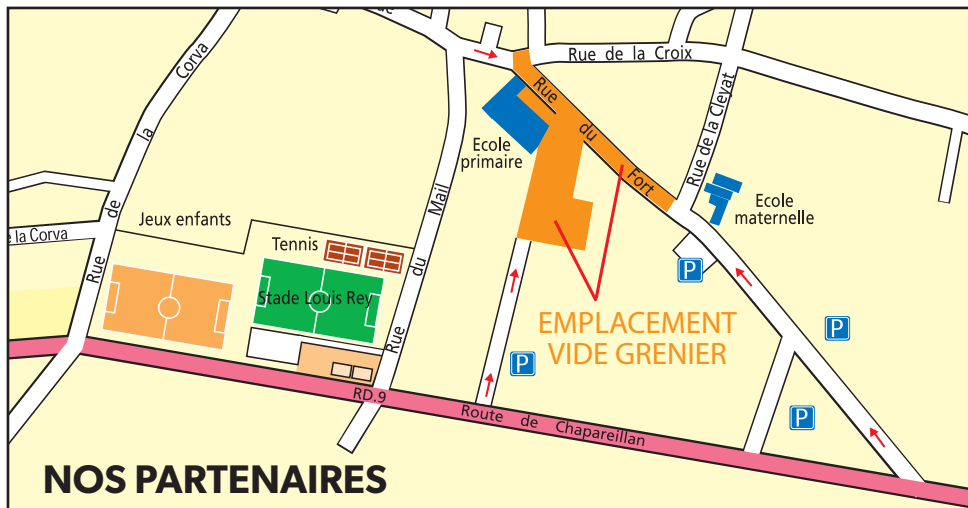 Rue de la Corva
Rue de la Croix
Rue du Fort
Rue de la Cleyat
Ecole
primaire
Ecole
maternelle
Rue du Mail
Jeux enfants
la Corva
Tennis
Stade Louis Rey
P
P
P
P
EMPLACEMENT
VIDE GRENIER
RD.9
Route de Chapareillan
NOS PARTENAIRES